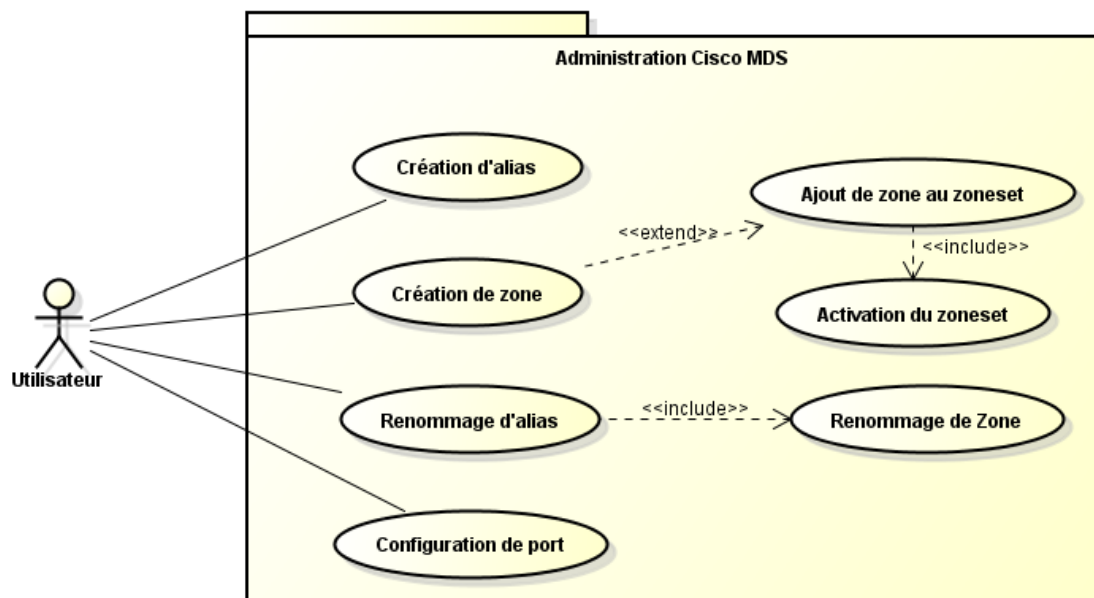 Administration Cisco MDS
Création d'alias
Ajout de zone au zoneset
<<extend>>
<<include>>
Création de zone
Activation du zoneset
Utilisateur
Renommage d'alias
<<include>>
Renommage de Zone
Configuration de port